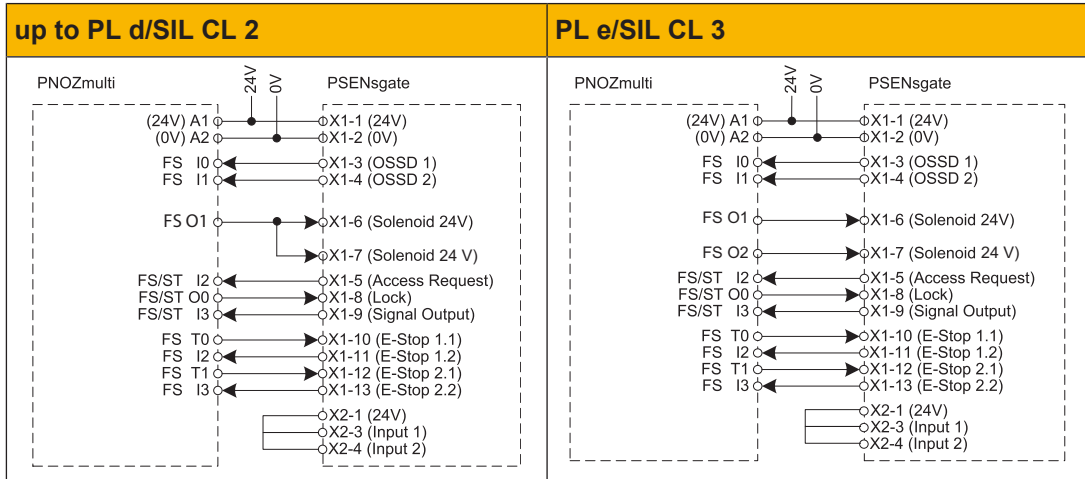 up to PL d/SIL CL 2
PNOZmulti
24V
0V
PSENsgate
(24V) A1
X1-1 (24V)
(0V) A2
X1-2 (0V)
FS I0
X1-3 (OSSD 1)
FS I1
X1-4 (OSSD 2)
FS O1
X1-6 (Solenoid 24V)
X1-7 (Solenoid 24 V)
FS/ST I2
X1-5 (Access Request)
FS/ST O0
X1-8 (Lock)
FS/ST I3
X1-9 (Signal Output)
FS T0
X1-10 (E-Stop 1.1)
FS I2
X1-11 (E-Stop 1.2)
FS T1
X1-12 (E-Stop 2.1)
FS I3
X1-13 (E-Stop 2.2)
X2-1 (24V)
X2-3 (Input 1)
X2-4 (Input 2)
PL e/SIL CL 3
PNOZmulti
24V
0V
PSENsgate
(24V) A1
X1-1 (24V)
(0V) A2
X1-2 (0V)
FS I0
X1-3 (OSSD 1)
FS I1
X1-4 (OSSD 2)
FS O1
X1-6 (Solenoid 24V)
FS O2
X1-7 (Solenoid 24 V)
FS/ST I2
X1-5 (Access Request)
FS/ST O0
X1-8 (Lock)
FS/ST I3
X1-9 (Signal Output)
FS T0
X1-10 (E-Stop 1.1)
FS I2
X1-11 (E-Stop 1.2)
FS T1
X1-12 (E-Stop 2.1)
FS I3
X1-13 (E-Stop 2.2)
X2-1 (24V)
X2-3 (Input 1)
X2-4 (Input 2)